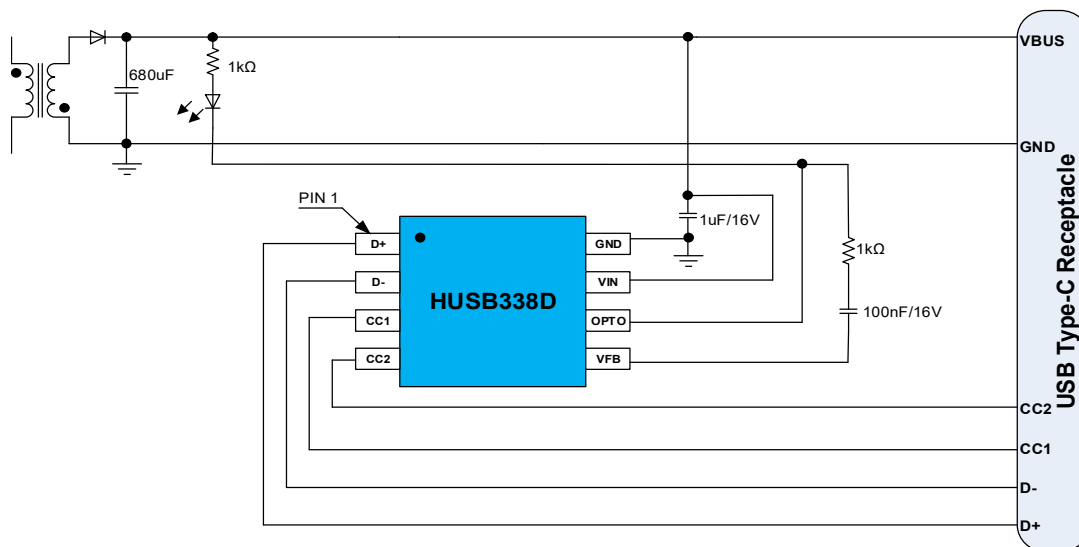 VBUS
1kΩ
680uF
GND
PIN 1
1uF/16V
D+
GND
1kΩ
D-
VIN
HUSB338D
100nF/16V
CC1
OPTO
CC2
VFB
USB Type-C Receptacle
CC2
CC1
D-
D+